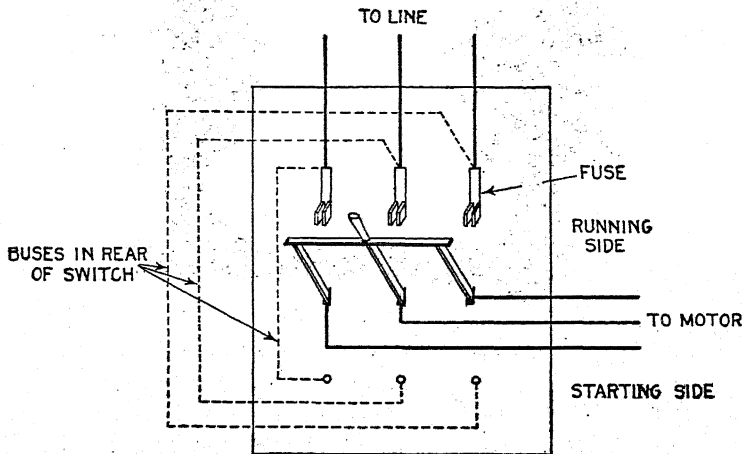 TO LINE
FUSE
RUNNING
SIDE
BUSES IN REAR
OF SWITCH
TO MOTOR
STARTING SIDE